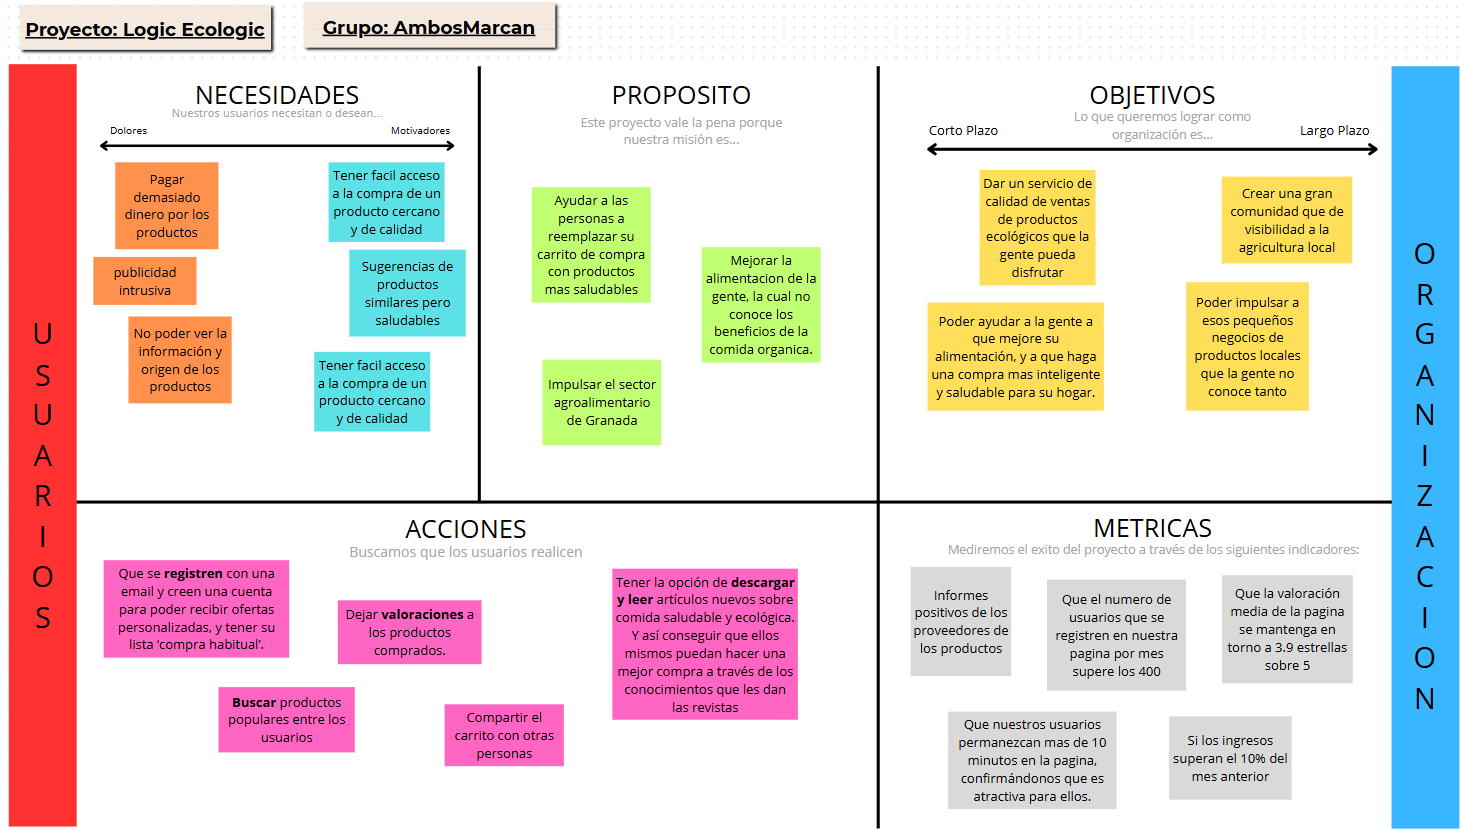 Proyecto: Logic Ecologic
Grupo: AmbosMarcan
USUARIOS
NECESIDADES
Nuestros usuarios necesitan o desean...
Dolores
Motivadores
Pagar
demasiado
dinero por los
productos
publicidad
intrusiva
No poder ver la
información y
origen de los
productos
Tener facil acceso
a la compra de un
producto cercano
y de calidad
Sugerencias de
productos
similares pero
saludables
Tener facil acceso
a la compra de un
producto cercano
y de calidad
PROPOSITO
Este proyecto vale la pena porque
nuestra misión es...
Ayudar a las
personas a
reemplazar su
carrito de compra
con productos
mas saludables
Mejorar la
alimentacion de la
gente, la cual no
conoce los
beneficios de la
comida organica.
Impulsar el sector
agroalimentario
de Granada
OBJETIVOS
Lo que queremos lograr como
organización es...
Corto Plazo
Largo Plazo
Dar un servicio de
calidad de ventas
de productos
ecológicos que la
gente pueda
disfrutar
Crear una gran
comunidad que de
visibilidad a la
agricultura local
Poder ayudar a la gente a
que mejore su
alimentación, y a que haga
una compra mas inteligente
y saludable para su hogar.
Poder impulsar a
esos pequeños
negocios de
productos locales
que la gente no
conoce tanto
ORGANIZACION
ACCIONES
Buscamos que los usuarios realicen
Que se registren con una
email y creen una cuenta
para poder recibir ofertas
personalizadas, y tener su
lista ‘compra habitual’.
Dejar valoraciones a
los productos
comprados.
Tener la opción de descargar
y leer artículos nuevos sobre
comida saludable y ecológica.
Y así conseguir que ellos
mismos puedan hacer una
mejor compra a través de los
conocimientos que les dan
las revistas
Buscar productos
populares entre los
usuarios
Compartir el
carrito con otras
personas
METRICAS
Mediremos el exito del proyecto a través de los siguientes indicadores:
Informes
positivos de los
proveedores de
los productos
Que el numero de
usuarios que se
registren en nuestra
pagina por mes
supere los 400
Que la valoración
media de la pagina
se mantenga en
torno a 3.9 estrellas
sobre 5
Que nuestros usuarios
permanezcan mas de 10
minutos en la pagina,
confirmándonos que es
atractiva para ellos.
Si los ingresos
superan el 10% del
mes anterior